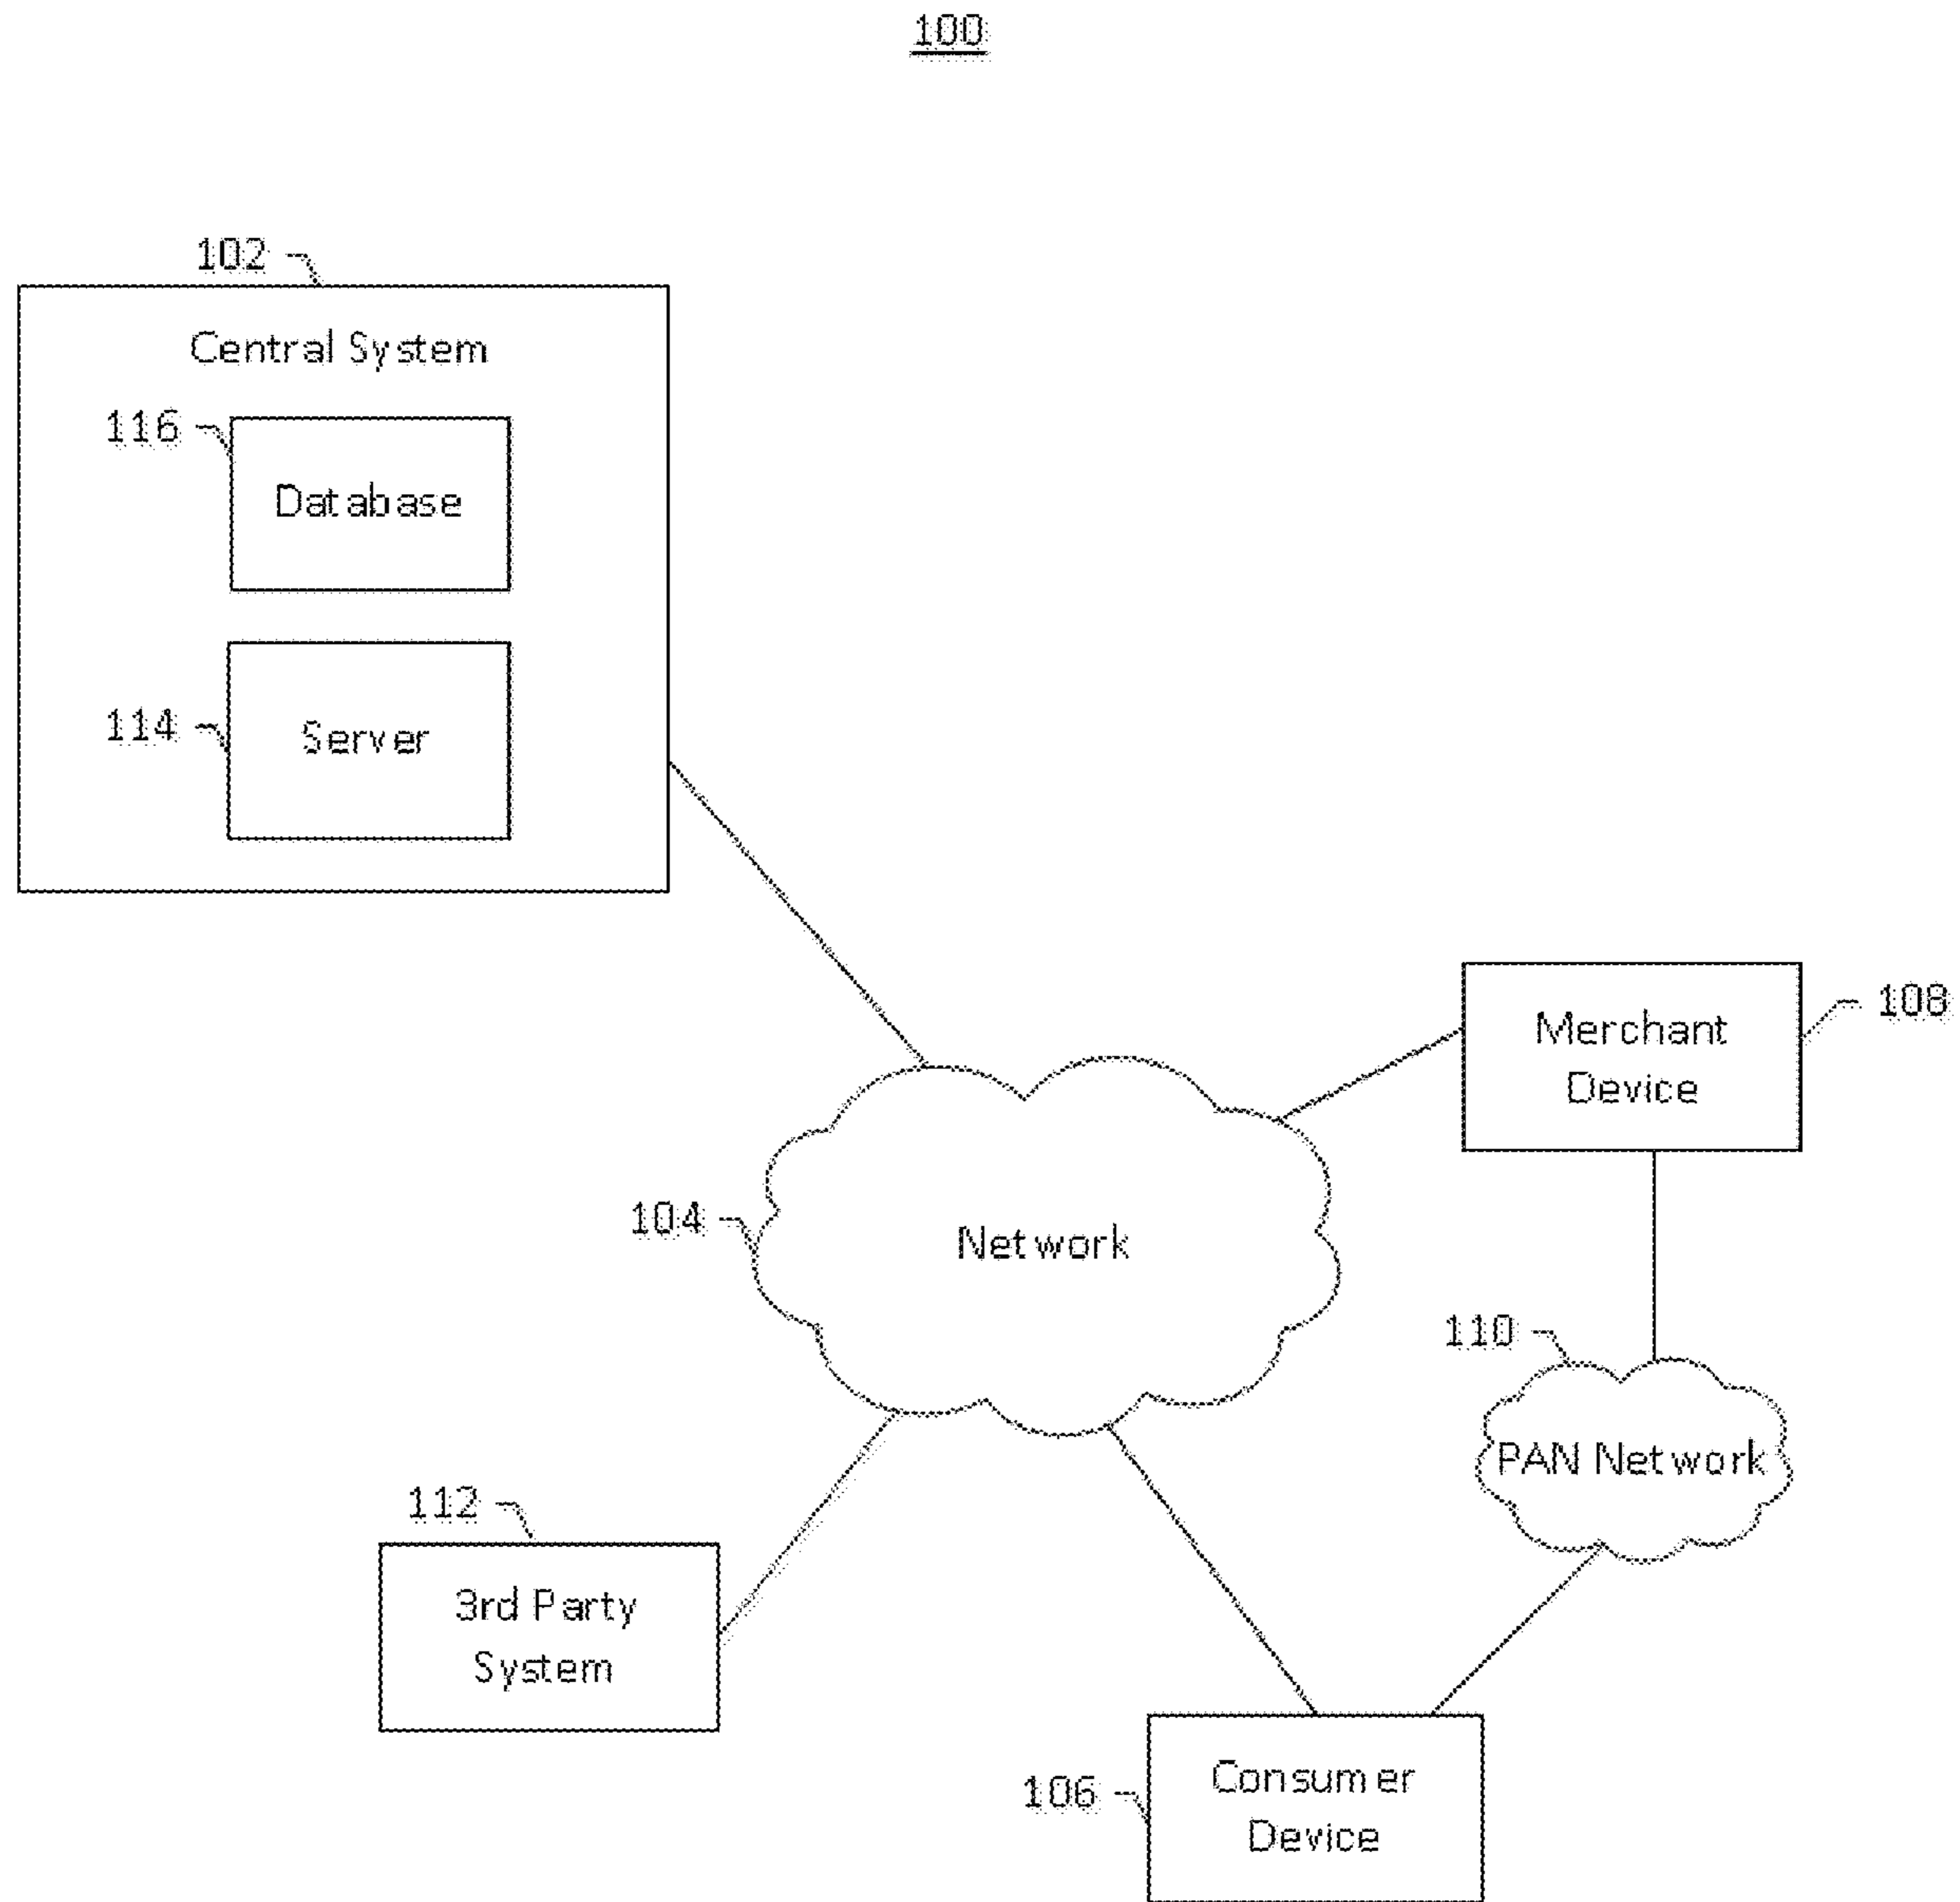 100
102
Central System
116
Database
114
Server
108
Merchant
Device
104
Network
110
PAN Network
112
3rd Party
System
106
Consumer
Device